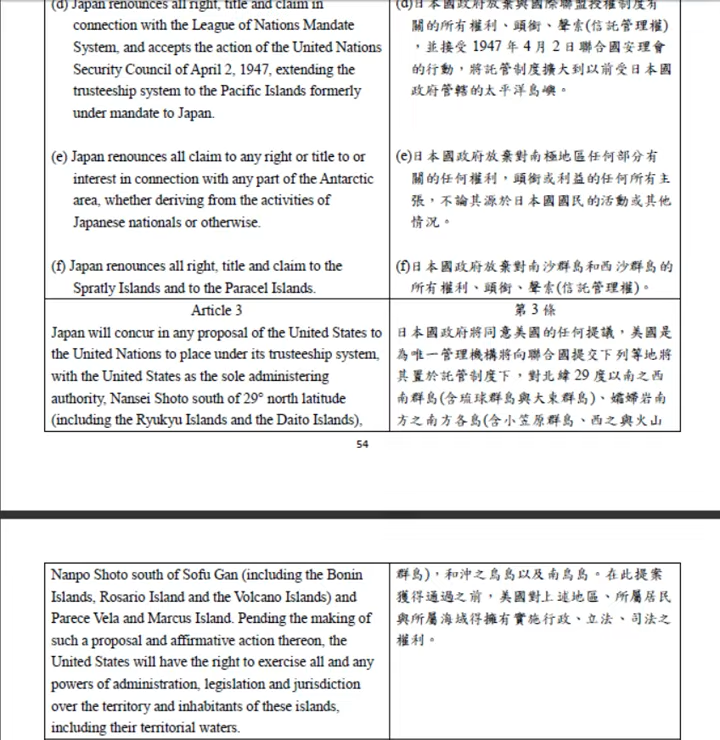 (d) Japan renounces all right, title and claim in
connection with the League of Nations Mandate
System, and accepts the action of the United Nations
Security Council of April 2, 1947, extending the
trusteeship system to the Pacific Islands formerly
under mandate to Japan.
(e) Japan renounces all claim to any right or title to or
interest in connection with any part of the Antarctic
area, whether deriving from the activities of
Japanese nationals or otherwise.
(f) Japan renounces all right, title and claim to the
Spratly Islands and to the Paracel Islands.
(d)日本國政府放棄與國際聯盟授權制度有
關的所有權利、頭銜、聲索(信託管理權)
，並接受 1947 年 4 月 2 日聯合國安理會
的行動，將託管制度擴大到以前受日本國
政府管轄的太平洋島嶼。
(e)日本國政府放棄對南極地區任何部分有
關的任何權利，頭銜或利益的任何所有主
張，不論其源於日本國國民的活動或其他
情況。
(f)日本國政府放棄對南沙群島和西沙群島的
所有權利、頭銜、聲索(信託管理權)。
Article 3
Japan will concur in any proposal of the United States to
the United Nations to place under its trusteeship system,
with the United States as the sole administering
authority, Nansei Shoto south of 29° north latitude
(including the Ryukyu Islands and the Daito Islands),
第 3 條
日本國政府將同意美國的任何提議，美國是
為唯一管理機構將向聯合國提交下列等地將
其置於託管制度下，對北緯 29 度以南之西
南群島(含琉球群島與大東群島)、孀婦岩南
方之南方各島(含小笠原群島、西之與火山
54
Nanpo Shoto south of Sofu Gan (including the Bonin
Islands, Rosario Island and the Volcano Islands) and
Parece Vela and Marcus Island. Pending the making of
such a proposal and affirmative action thereon, the
United States will have the right to exercise all and any
powers of administration, legislation and jurisdiction
over the territory and inhabitants of these islands,
including their territorial waters.
群島)，和沖之鳥島以及南鳥島。在此提案
獲得通過之前，美國對上述地區、所屬居民
與所屬海域得擁有實施行政、立法、司法之
權利。